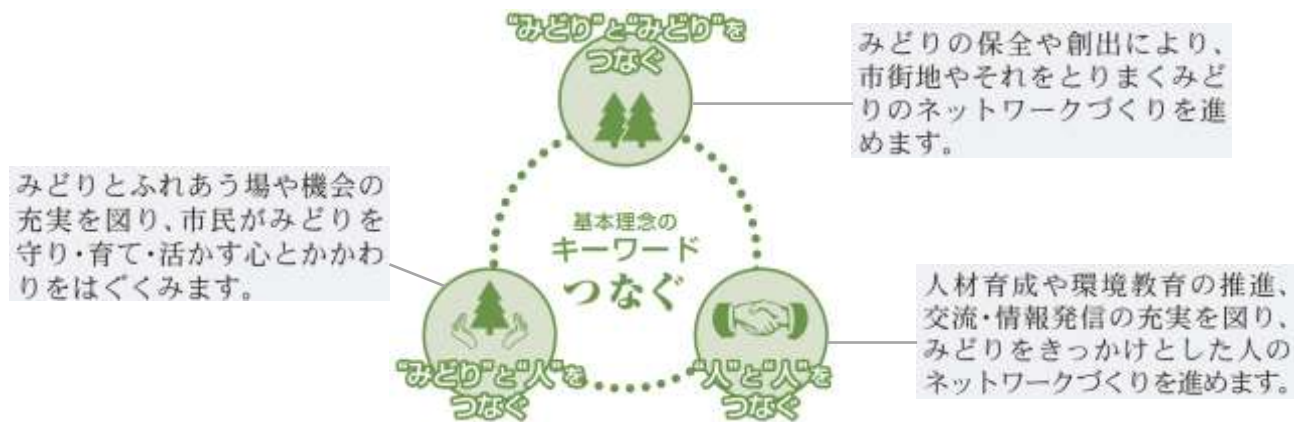 “みどり”と“みどり”を
つなぐ
みどりの保全や創出により、
市街地やそれをとりまくみど
りのネットワークづくりを進
めます。
みどりとふれあう場や機会の
充実を図り、市民がみどりを
守り・育て・活かす心とかかわ
りをはぐくみます。
基本理念の
キーワード
つなぐ
“みどり”と“人”を
つなぐ
“人”と“人”を
つなぐ
人材育成や環境教育の推進、
交流・情報発信の充実を図り、
みどりをきっかけとした人の
ネットワークづくりを進めます。